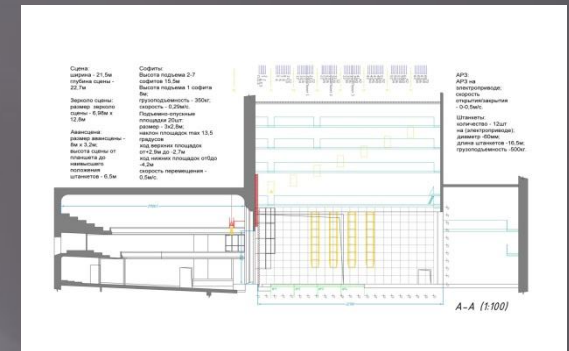 Сцена:
ширина - 21,5м
глубина сцены -
22,7м
Зеркало сцены:
размер зеркало
сцены - 6,98м х
12,8м
Авансцена:
размер авансцены -
8м х 3,2м;
высота сцены от
планшета до
наивысшего
положения
штанкетов - 6,5м
Софиты:
Высота подъема 2-7
софитов 15,5м
Высота подъема 1 софита
8м;
грузоподъемность - 350кг;
скорость - 0,29м/с.
Подъемно-опускные
площадки 20шт:
размер - 3х2,8м;
наклон площадок max 13,5
градусов
ход верхних площадок
от+2,9м до -2,7м
ход нижних площадок от0до
-4,2м
скорость перемещения -
0,5м/с.
АРЗ:
АРЗ на
электроприводе;
скорость
открытия/закрытия
- 0-0,5м/с.
Штанкеты:
количество - 12шт
на (электроприводе);
диаметр -60мм;
длина штанкетов -16,5м;
грузоподъемность -500кг
А-А (1:100)